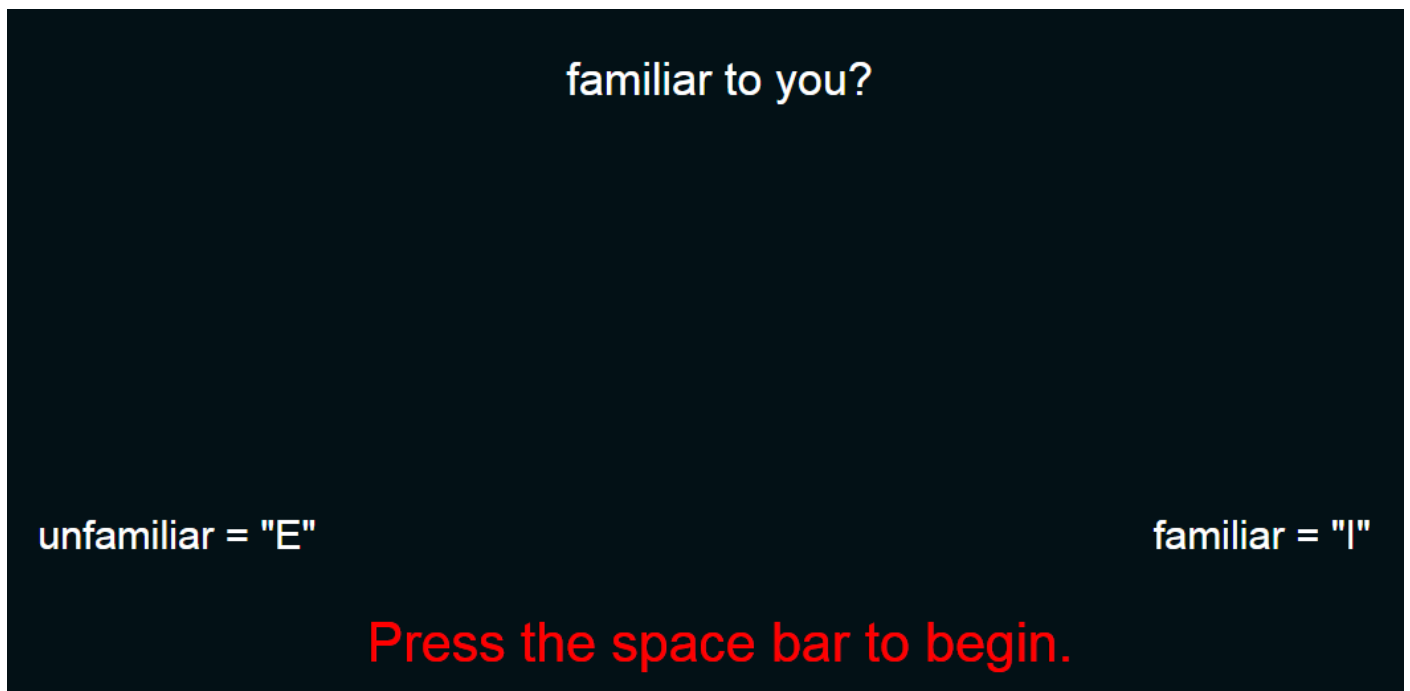 familiar to you?
unfamiliar = "E"
familiar = "I"
Press the space bar to begin.